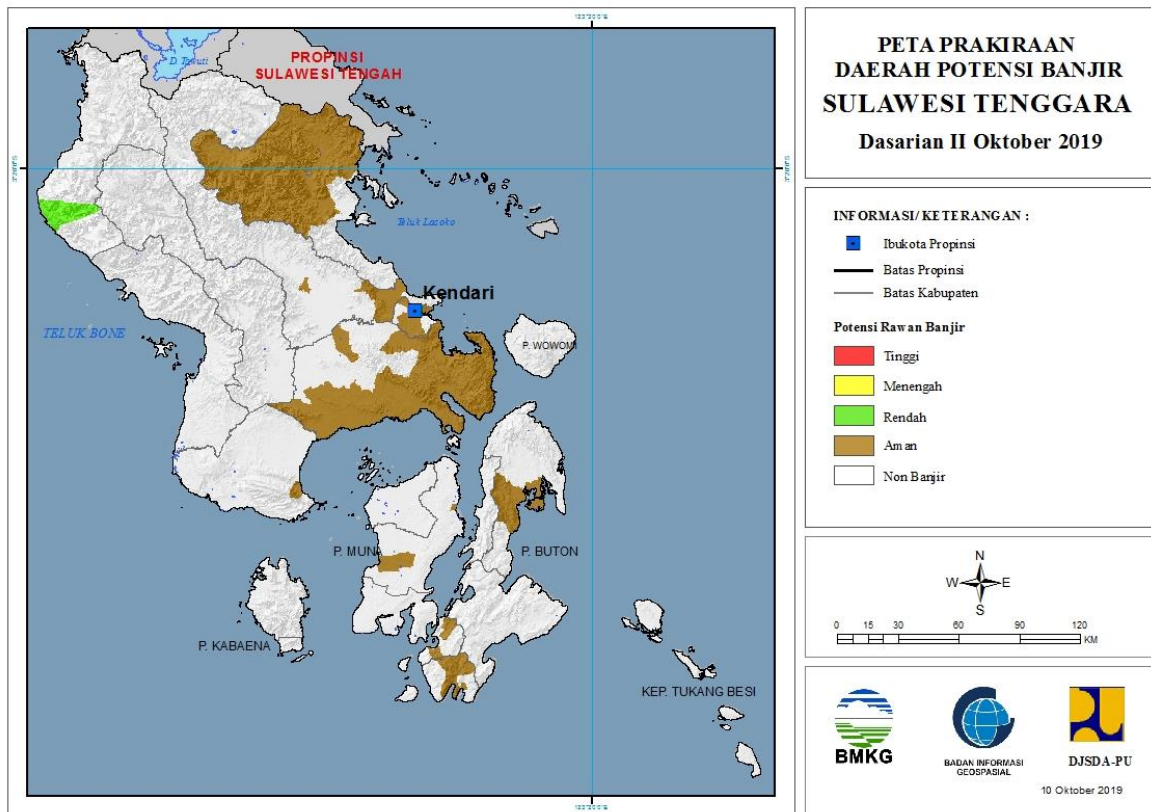 PETA PRAKIRAAN
DAERAH POTENSI BANJIR
SULAWESI TENGGARA
Dasarian II Oktober 2019
INFORMASI/ KETERANGAN :
Ibukota Propinsi
Batas Propinsi
Batas Kabupaten
Potensi Rawan Banjir
Tinggi
Menengah
Rendah
Aman
Non Banjir
N
W E
S
0 15 30 60 90 120
KM
BMKG
BADAN INFORMASI
GEOSPASIAL
DJSDA-PU
10 Oktober 2019
PROPINSI
SULAWESI TENGAH
Teluk Lasoko
Kendari
TELUK BONE
P. WOWONI
P. MUNA
P. BUTON
P. KABAENA
KEP. TUKANG BESI